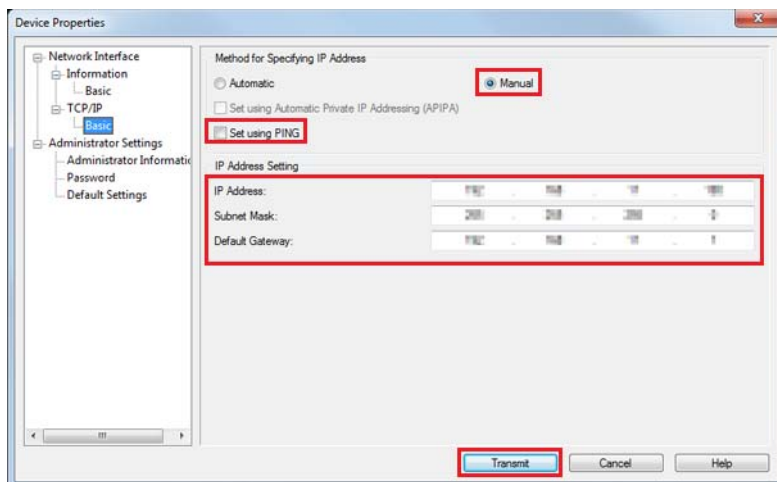 Device Properties
Network Interface
Information
Basic
TCP/IP
Basic
Administrator Settings
Administrator Informatic
Password
Default Settings
Method for Specifying IP Address
Automatic
Manual
Set using Automatic Private IP Addressing (APIPA)
Set using PING
IP Address Setting
IP Address:
Subnet Mask:
Default Gateway:
Transmit
Cancel
Help